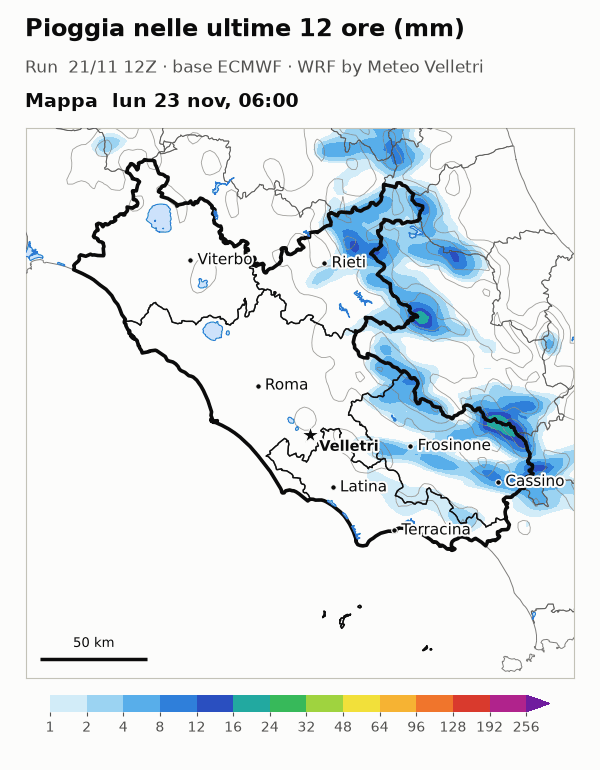 Pioggia nelle ultime 12 ore (mm)
Run  21/11 12Z · base ECMWF · WRF by Meteo Velletri
Mappa  lun 23 nov, 06:00
Viterbo
Rieti
Roma
Velletri
Frosinone
Latina
Cassino
Terracina
50 km
1 2 4 8 12 16 24 32 48 64 96 128 192 256